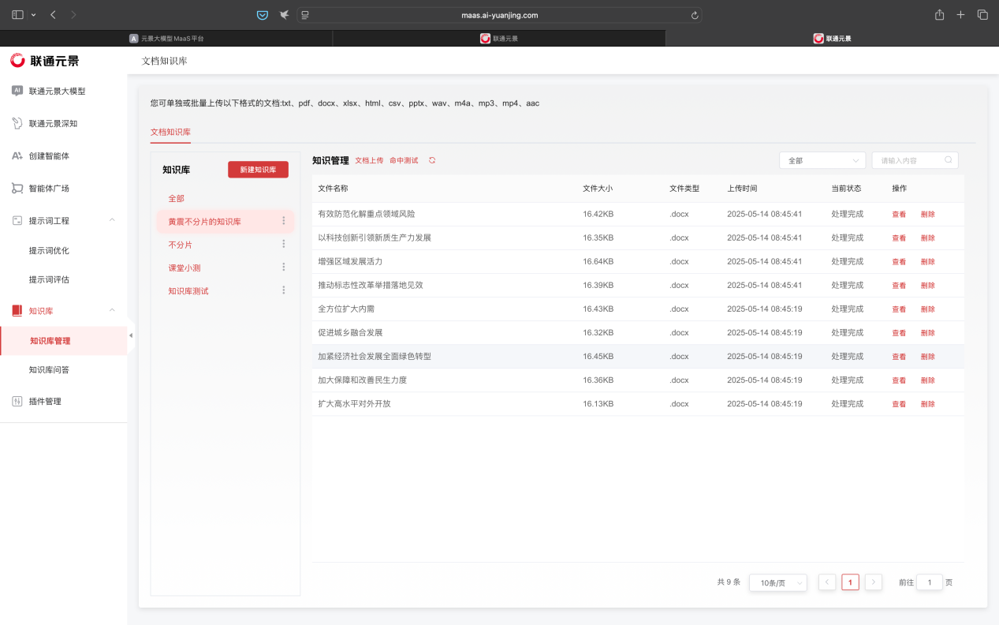 maas.ai-yuanjing.com
A 元景大模型MaaS平台
联通元景
联通元景
联通元景
文档知识库
AI 联通元景大模型
联通元景深知
创建智能体
智能体广场
提示词工程
提示词优化
提示词评估
知识库
知识库管理
知识库问答
插件管理
您可单独或批量上传以下格式的文档:txt、pdf、docx、xlsx、html、csv、pptx、wav、m4a、mp3、mp4、aac
文档知识库
知识库 新建知识库
全部
黄震不分片的知识库
不分片
课堂小测
知识库测试
知识管理 文档上传 命中测试 全部 请输入内容
文件名称 文件大小 文件类型 上传时间 当前状态 操作
有效防范化解重点领域风险 16.42KB .docx 2025-05-14 08:45:41 处理完成 查看 删除
以科技创新引领新质生产力发展 16.35KB .docx 2025-05-14 08:45:41 处理完成 查看 删除
增强区域发展活力 16.64KB .docx 2025-05-14 08:45:41 处理完成 查看 删除
推动标志性改革举措落地见效 16.39KB .docx 2025-05-14 08:45:41 处理完成 查看 删除
全方位扩大内需 16.43KB .docx 2025-05-14 08:45:19 处理完成 查看 删除
促进城乡融合发展 16.32KB .docx 2025-05-14 08:45:19 处理完成 查看 删除
加紧经济社会发展全面绿色转型 16.45KB .docx 2025-05-14 08:45:19 处理完成 查看 删除
加大保障和改善民生力度 16.36KB .docx 2025-05-14 08:45:19 处理完成 查看 删除
扩大高水平对外开放 16.13KB .docx 2025-05-14 08:45:19 处理完成 查看 删除
共 9 条 10条/页 1 前往 1 页